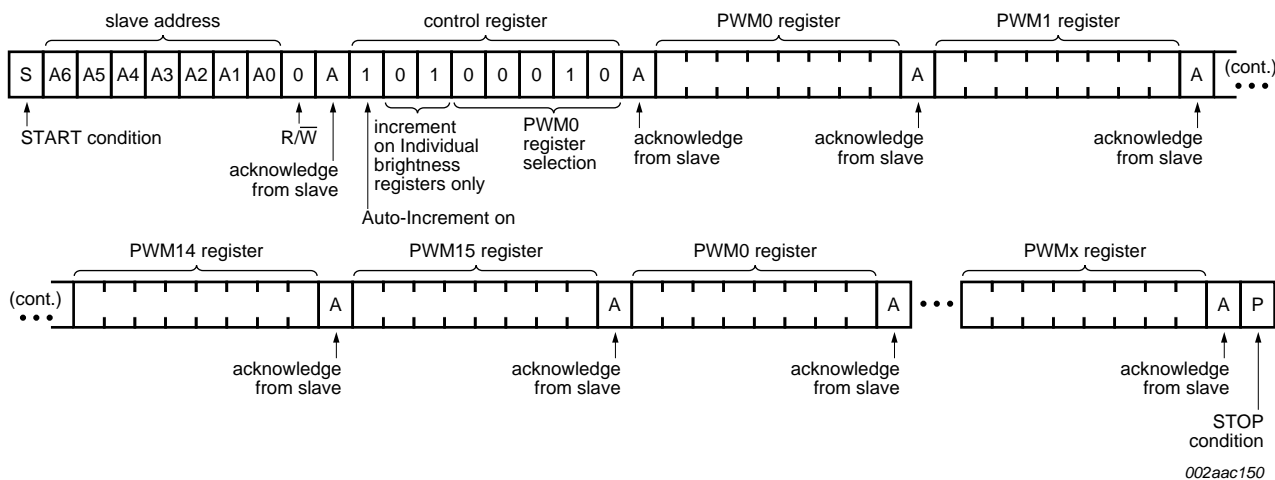 slave address control register PWM0 register PWM1 register
S A6 A5 A4 A3 A2 A1 A0 0 A 1 0 1 0 0 0 1 0 A A A (cont.)
START condition
R/W
acknowledge
from slave
increment
on Individual
brightness
registers only
Auto-Increment on
PWM0
register
selection
acknowledge
from slave
acknowledge
from slave
acknowledge
from slave
PWM14 register PWM15 register PWM0 register PWMx register
(cont.) A A A A P
acknowledge
from slave
acknowledge
from slave
acknowledge
from slave
acknowledge
from slave
STOP
condition
002aac150